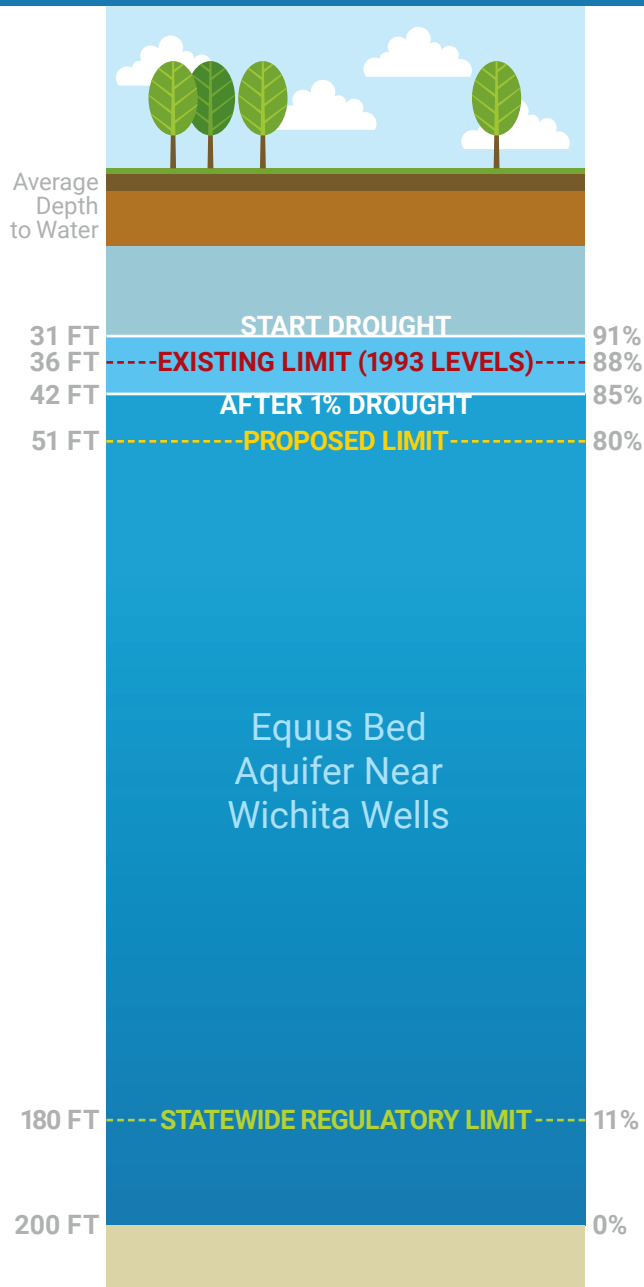 Average
Depth
to Water
31 FT START DROUGHT 91%
36 FT EXISTING LIMIT (1993 LEVELS) 88%
42 FT AFTER 1% DROUGHT 85%
51 FT PROPOSED LIMIT 80%
Equus Bed
Aquifer Near
Wichita Wells
180 FT STATEWIDE REGULATORY LIMIT 11%
200 FT 0%